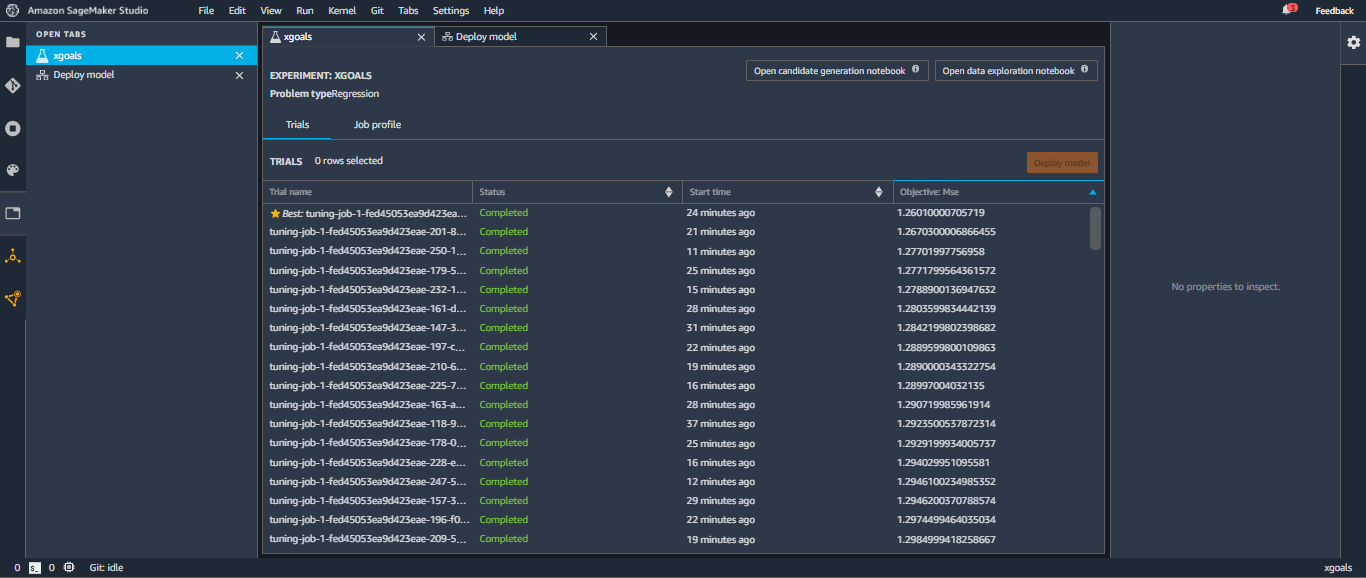 Amazon SageMaker Studio File Edit View Run Kernel Git Tabs Settings Help 3 Feedback
OPEN TABS
xgoals
Deploy model
xgoals Deploy model
EXPERIMENT: XGOALS
Open candidate generation notebook Open data exploration notebook
Problem typeRegression
Trials Job profile
TRIALS 0 rows selected Deploy model
Trial name Status Start time Objective: Mse
Best: tuning-job-1-fed45053ea9d423ea... Completed 24 minutes ago 1.26010000705719
tuning-job-1-fed45053ea9d423eae-201-8... Completed 21 minutes ago 1.2670300006866455
tuning-job-1-fed45053ea9d423eae-250-1... Completed 11 minutes ago 1.27701997756958
tuning-job-1-fed45053ea9d423eae-179-5... Completed 25 minutes ago 1.2771799564361572
tuning-job-1-fed45053ea9d423eae-232-1... Completed 15 minutes ago 1.2788900136947632
tuning-job-1-fed45053ea9d423eae-161-d... Completed 28 minutes ago 1.2803599834442139
tuning-job-1-fed45053ea9d423eae-147-3... Completed 31 minutes ago 1.2842199802398682
tuning-job-1-fed45053ea9d423eae-197-c... Completed 22 minutes ago 1.2889599800109863
tuning-job-1-fed45053ea9d423eae-210-6... Completed 19 minutes ago 1.2890000343322754
tuning-job-1-fed45053ea9d423eae-225-7... Completed 16 minutes ago 1.28997004032135
tuning-job-1-fed45053ea9d423eae-163-a... Completed 28 minutes ago 1.290719985961914
tuning-job-1-fed45053ea9d423eae-118-9... Completed 37 minutes ago 1.2923500537872314
tuning-job-1-fed45053ea9d423eae-178-0... Completed 25 minutes ago 1.2929199934005737
tuning-job-1-fed45053ea9d423eae-228-e... Completed 16 minutes ago 1.294029951095581
tuning-job-1-fed45053ea9d423eae-247-5... Completed 12 minutes ago 1.2946100234985352
tuning-job-1-fed45053ea9d423eae-157-3... Completed 29 minutes ago 1.2946200370788574
tuning-job-1-fed45053ea9d423eae-196-f0... Completed 22 minutes ago 1.2974499464035034
tuning-job-1-fed45053ea9d423eae-209-5... Completed 19 minutes ago 1.2984999418258667
No properties to inspect.
0 0 Git: idle xgoals